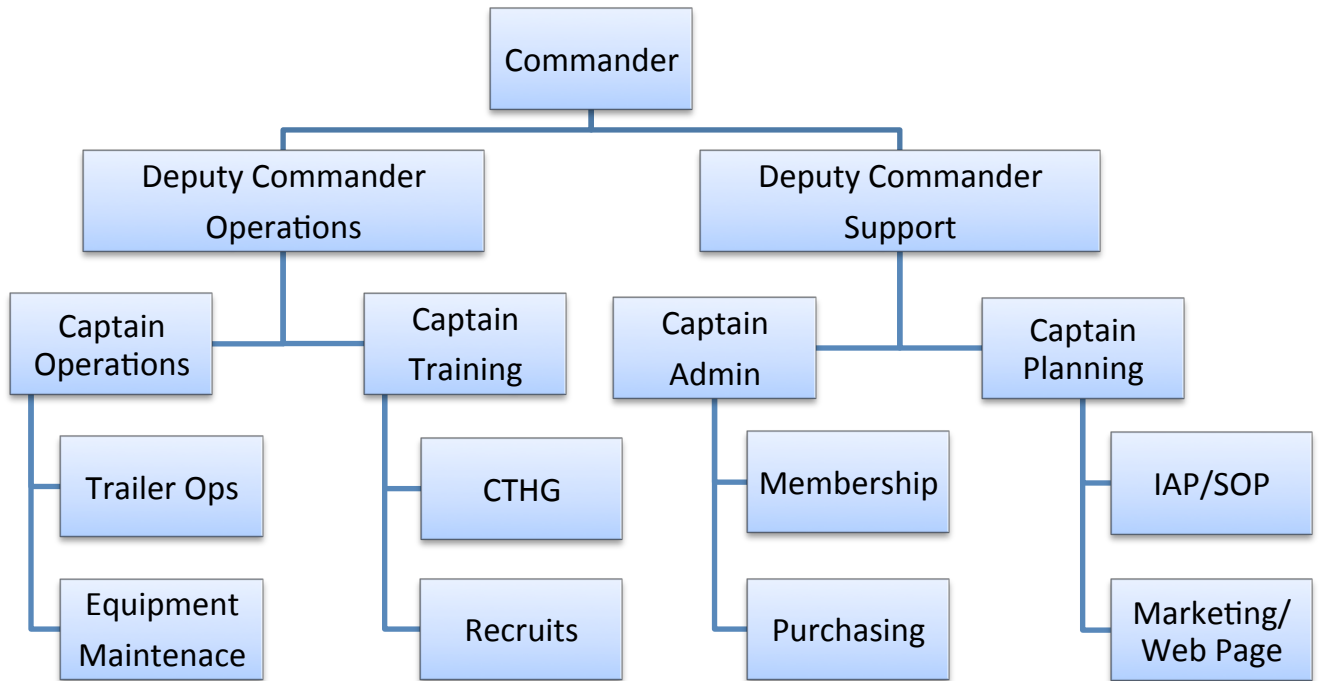 Commander
Deputy Commander
Operations
Deputy Commander
Support
Captain
Operations
Captain
Training
Captain
Admin
Captain
Planning
Trailer Ops
CTHG
Membership
IAP/SOP
Equipment
Maintenace
Recruits
Purchasing
Marketing/
Web Page